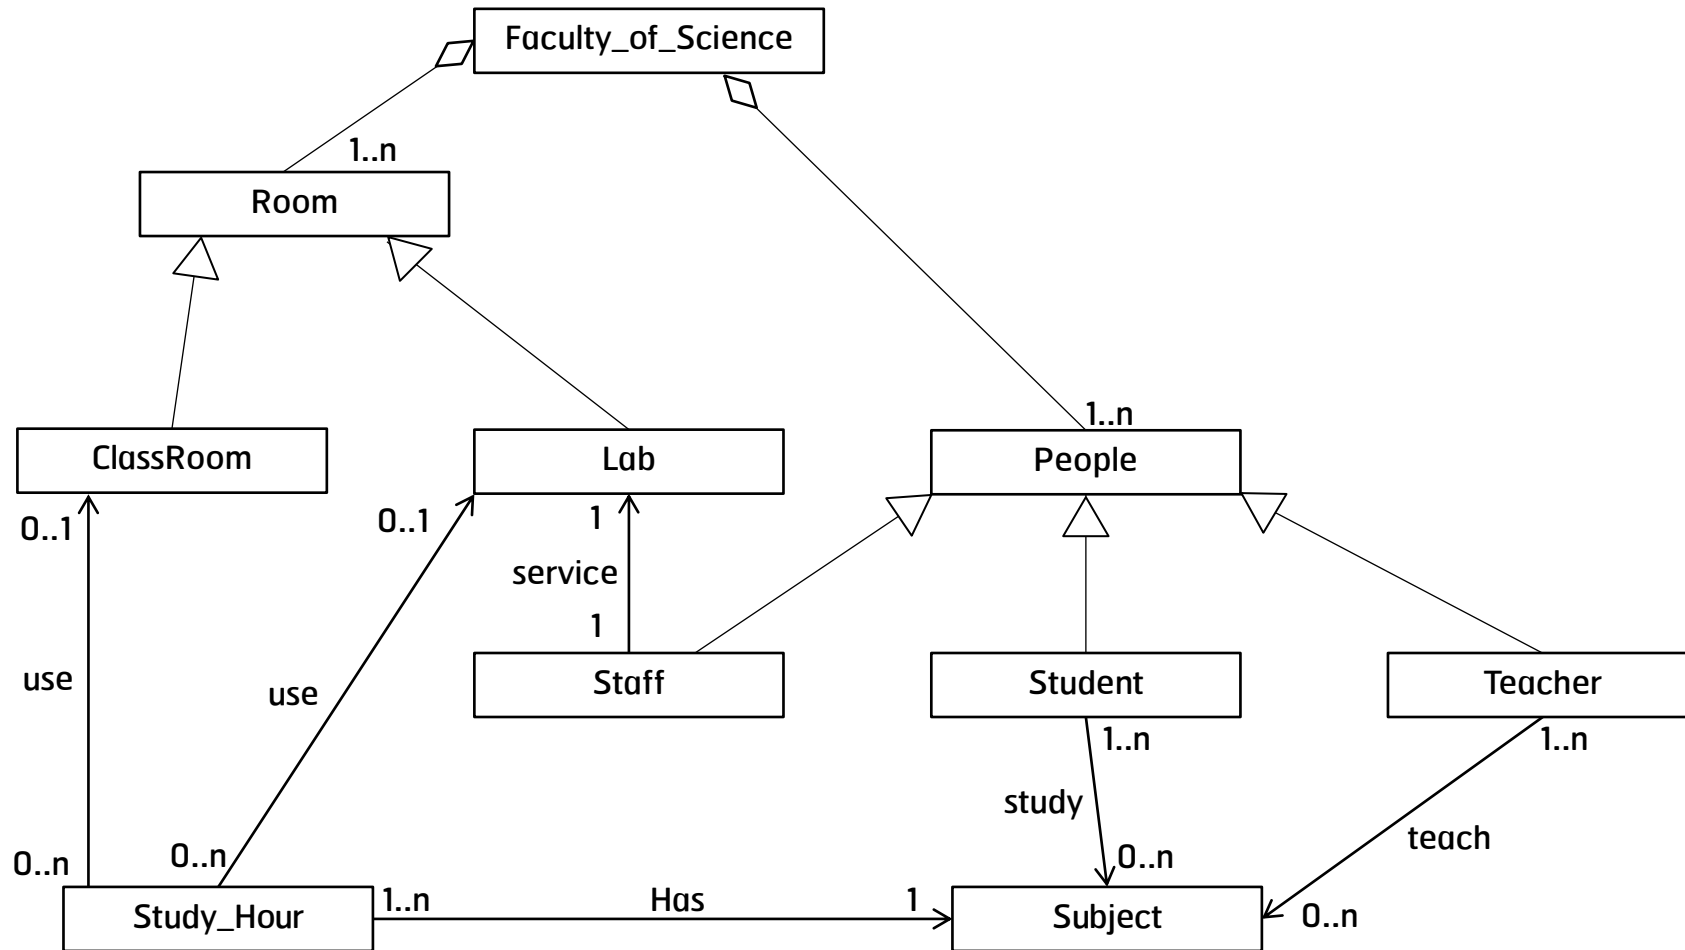 Faculty_of_Science
1..n
Room
1..n
ClassRoom
Lab
People
0..1
0..1
1
service
1
use
use
Staff
Student
Teacher
1..n
1..n
study
teach
0..n
0..n
0..n
0..n
Study_Hour
1..n
Has
1
Subject